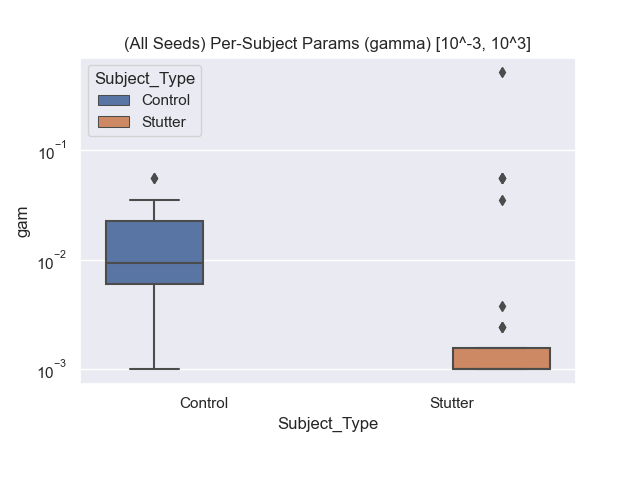 (All Seeds) Per-Subject Params (gamma) [10^-3, 10^3]
Subject_Type
Control
Stutter
10⁻¹
10⁻²
10⁻³
gam
Control Stutter
Subject_Type